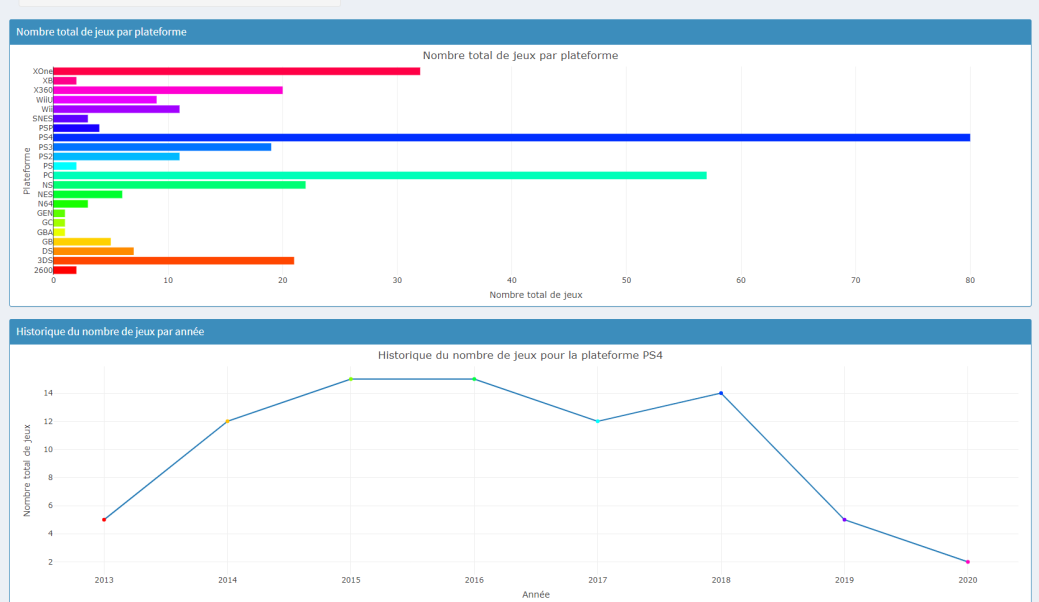 Nombre total de jeux par plateforme
Nombre total de jeux par plateforme
XOne
XB
X360
WiiU
Wii
SNES
PSP
PS4
PS3
PS2
PS
PC
NS
NES
N64
GEN
GC
GBA
GB
DS
3DS
2600
Plateforme
0 10 20 30 40 50 60 70 80
Nombre total de jeux
Historique du nombre de jeux par année
Historique du nombre de jeux pour la plateforme PS4
14
12
10
8
6
4
2
Nombre total de jeux
2013 2014 2015 2016 2017 2018 2019 2020
Année